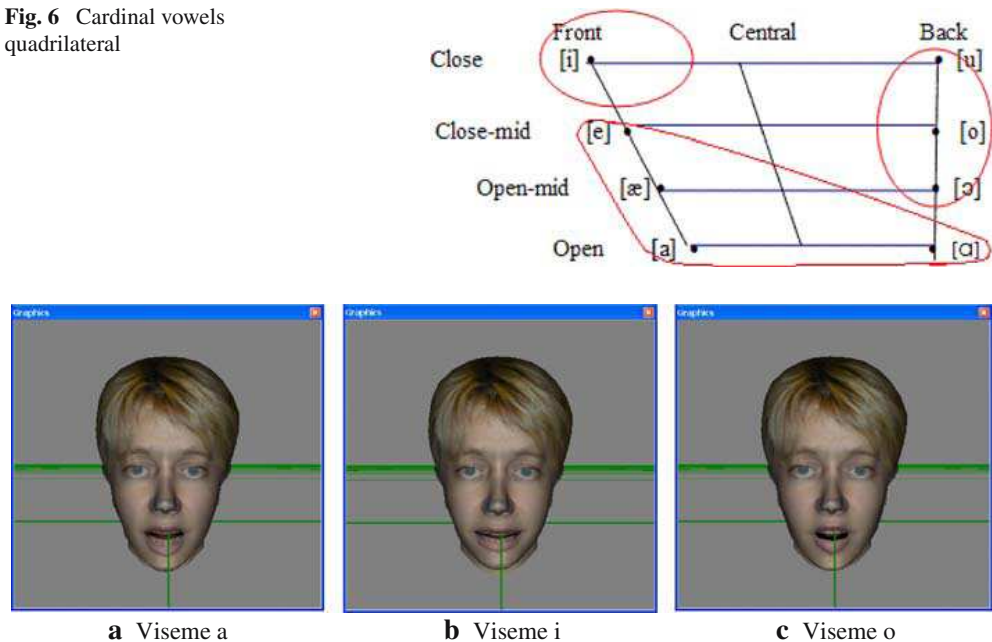 Fig. 6 Cardinal vowels
quadrilateral
Front Central Back
Close [i] [u]
Close-mid [e] [o]
Open-mid [æ] [ɔ]
Open [a] [ɑ]
Graphics Graphics Graphics
a Viseme a b Viseme i c Viseme o